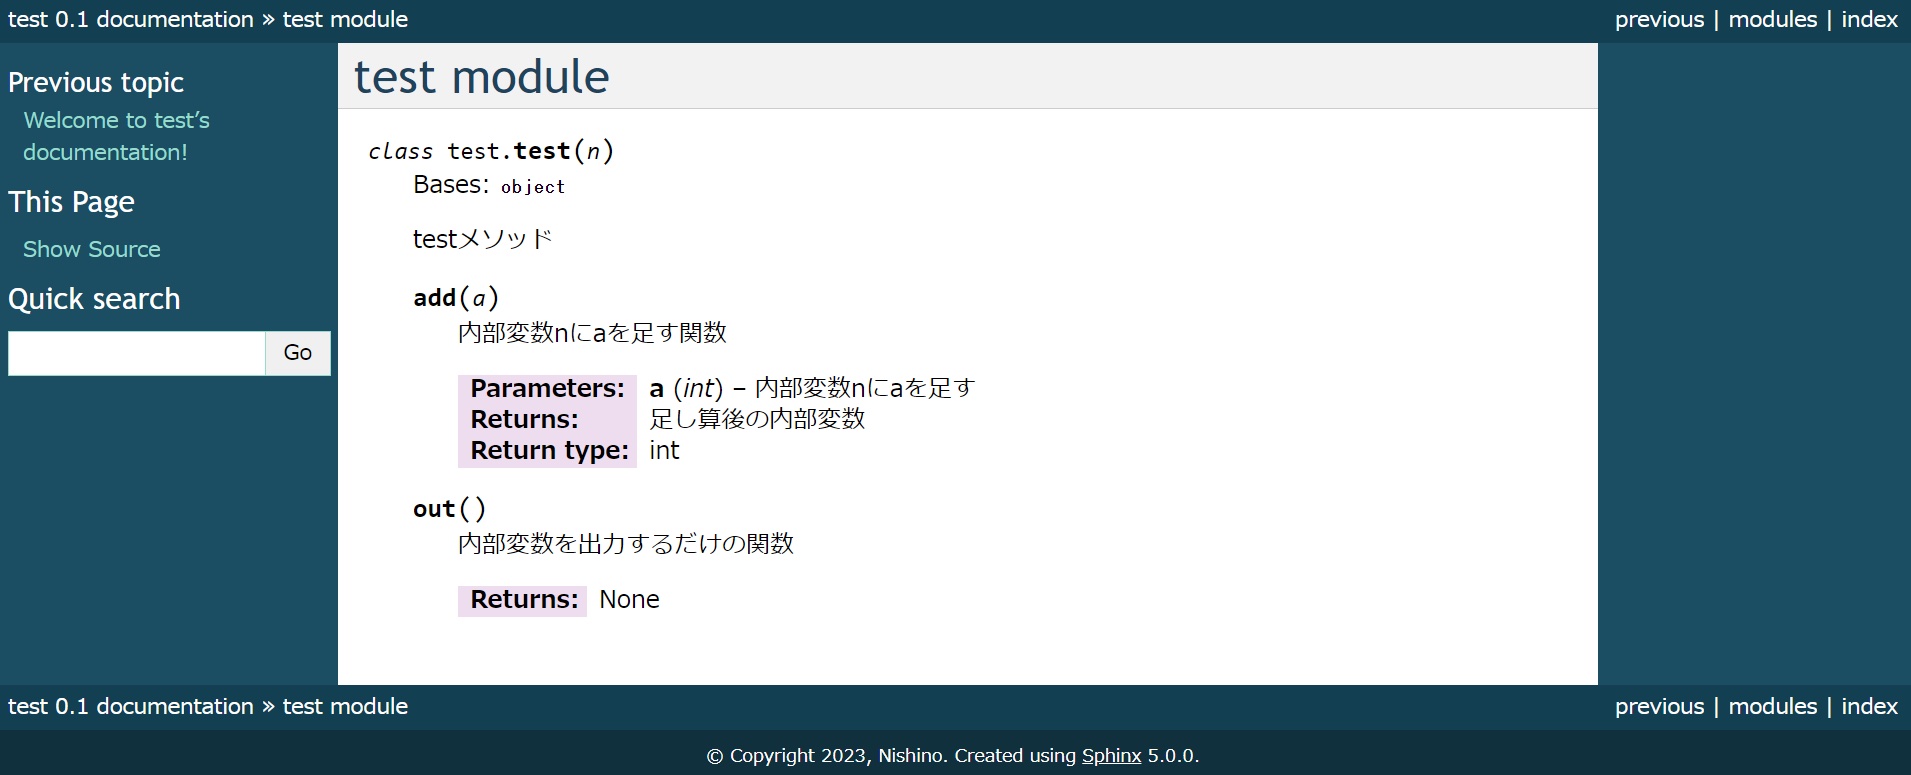 test 0.1 documentation » test module
previous | modules | index
Previous topic
Welcome to test’s
documentation!
This Page
Show Source
Quick search
Go
test module
class test.test(n)
Bases: object
testメソッド
add(a)
内部変数nにaを足す関数
Parameters: a (int) – 内部変数nにaを足す
Returns: 足し算後の内部変数
Return type: int
out()
内部変数を出力するだけの関数
Returns: None
test 0.1 documentation » test module
previous | modules | index
© Copyright 2023, Nishino. Created using Sphinx 5.0.0.